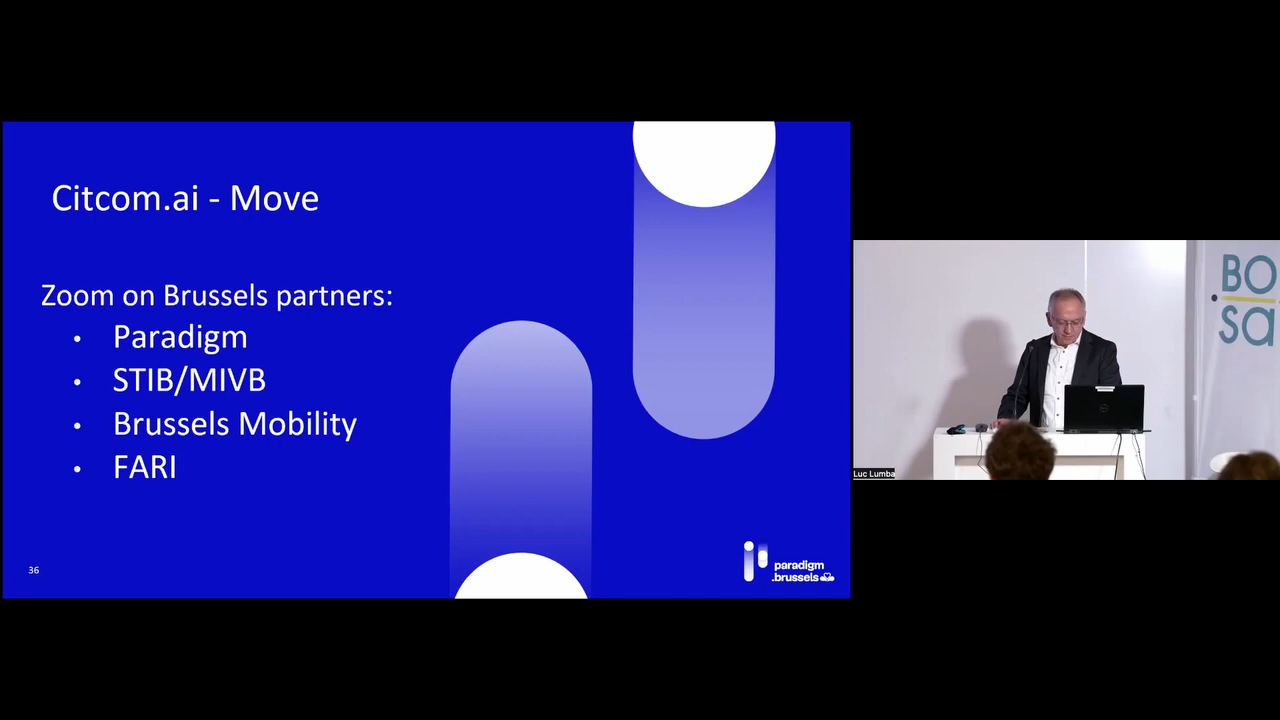 Citcom.ai - Move
Zoom on Brussels partners:
• Paradigm
• STIB/MIVB
• Brussels Mobility
• FARI
36
paradigm
.brussels
BO
sa
Luc Lumba